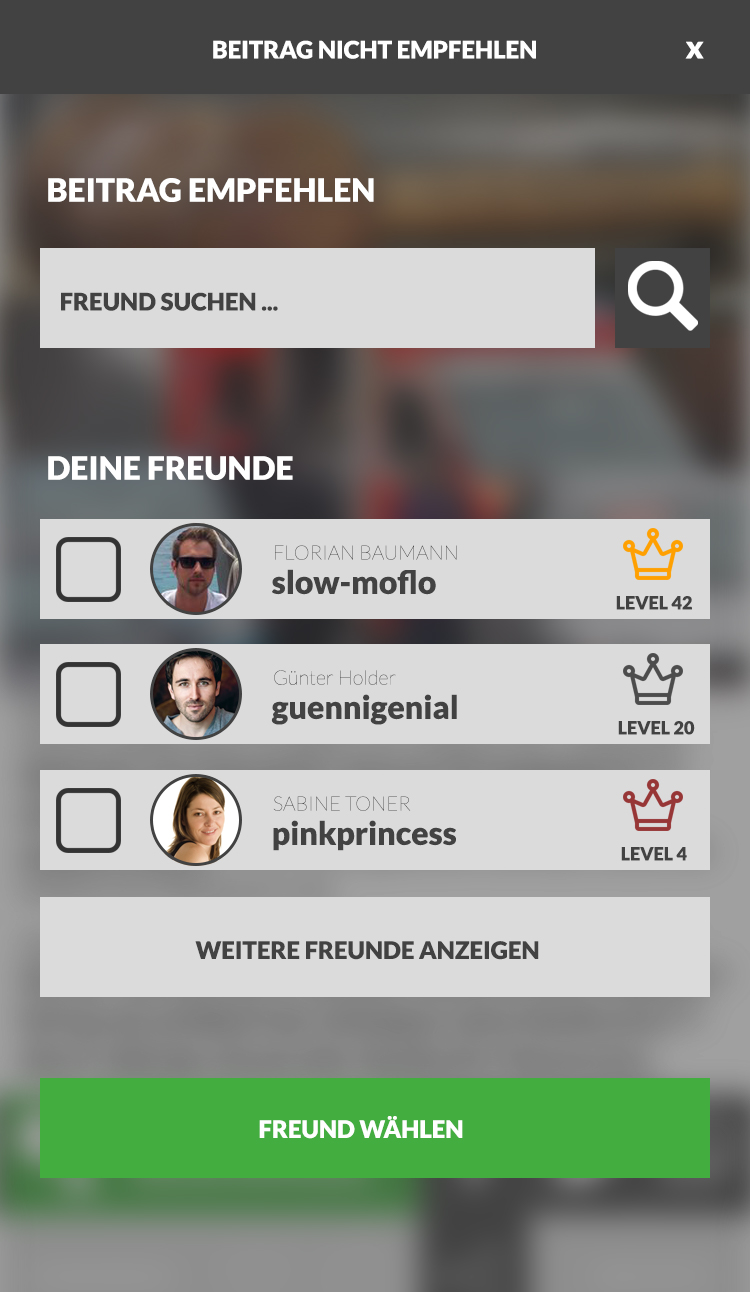 BEITRAG NICHT EMPFEHLEN
X
BEITRAG EMPFEHLEN
FREUND SUCHEN ...
DEINE FREUNDE
FLORIAN BAUMANN
slow-moflo
LEVEL 42
Günter Holder
guennigenial
LEVEL 20
SABINE TONER
pinkprincess
LEVEL 4
WEITERE FREUNDE ANZEIGEN
FREUND WÄHLEN